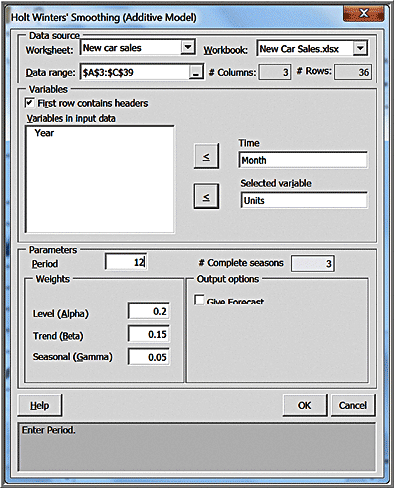 Holt Winters' Smoothing (Additive Model)
Data source
Worksheet: New car sales Workbook: New Car Sales.xlsx
Data range: $A$3:$C$39 # Columns: 3 # Rows: 36
Variables
First row contains headers
Variables in input data
Year
Time
< Month
Selected variable
< Units
Parameters
Period 12 # Complete seasons 3
Weights Output options
Give Forecast
Level (Alpha) 0.2
Trend (Beta) 0.15
Seasonal (Gamma) 0.05
Help OK Cancel
Enter Period.